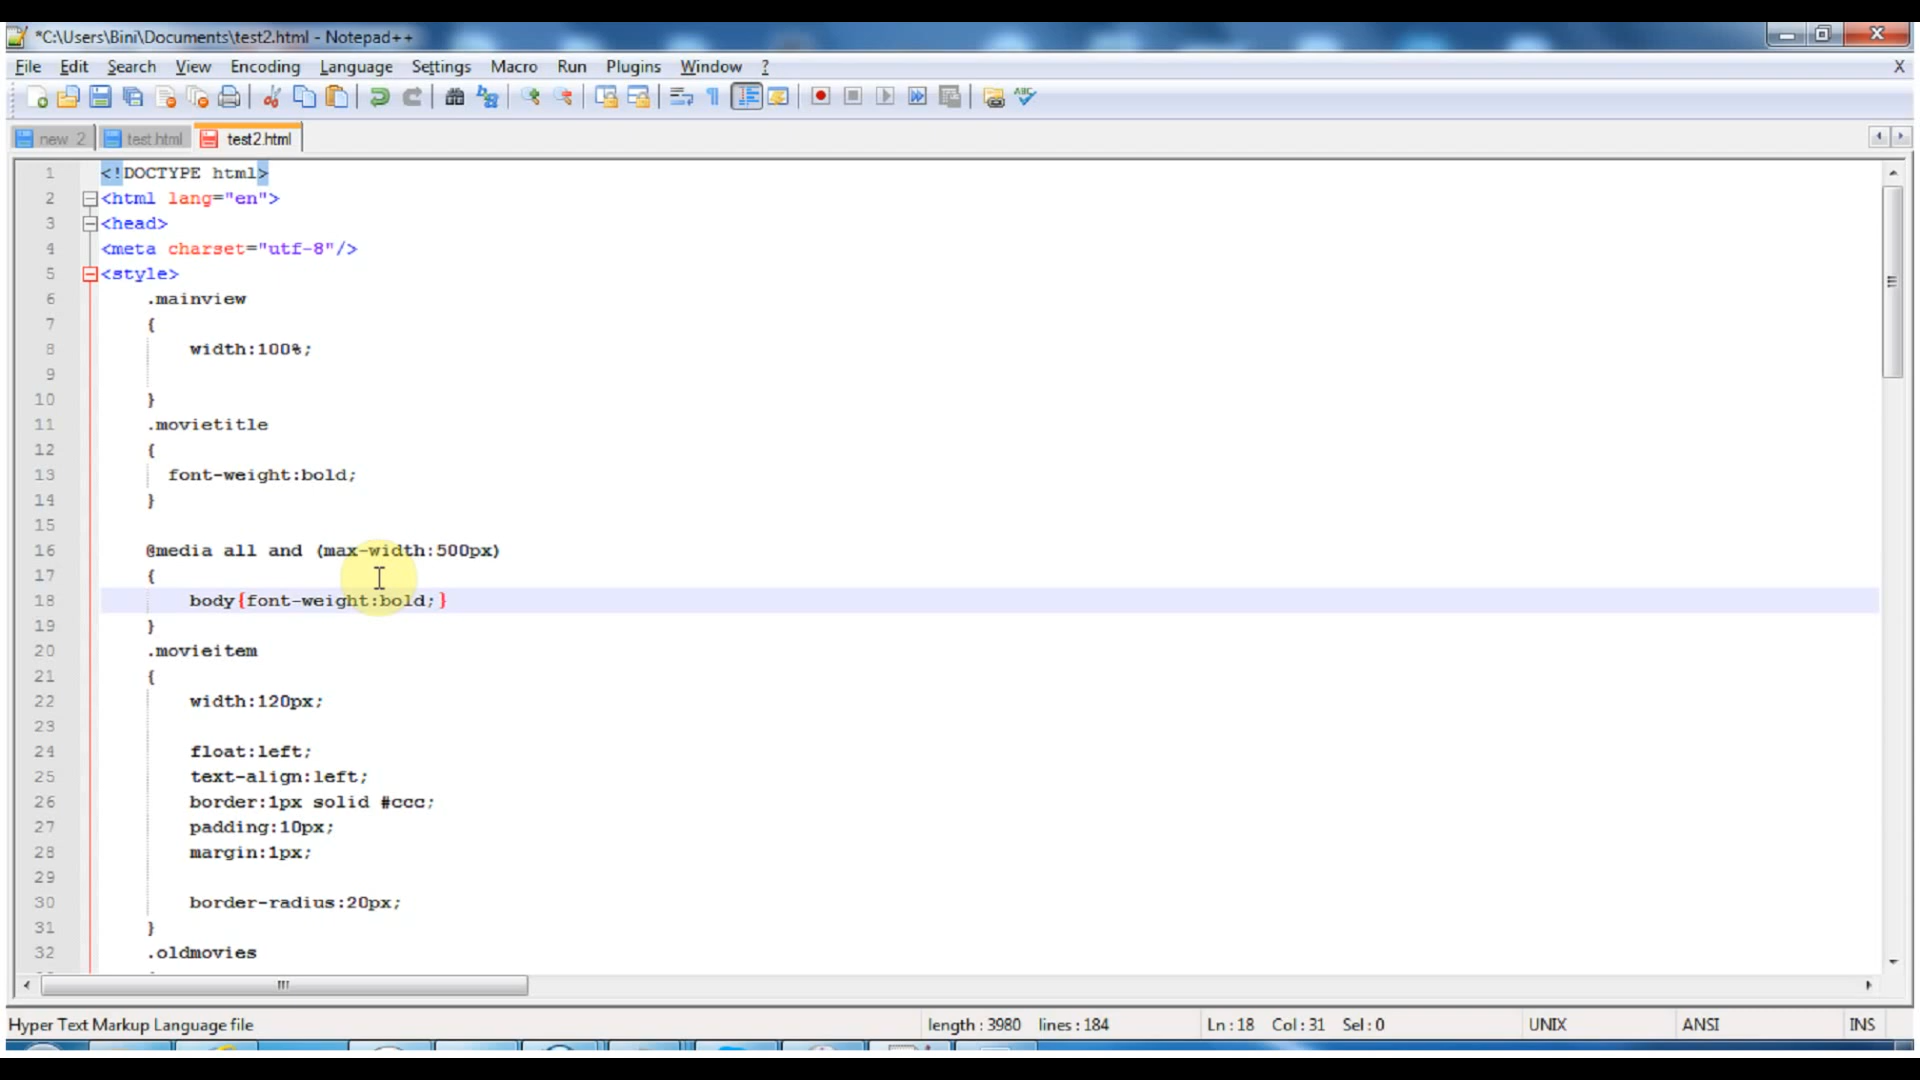 *C:\Users\Bini\Documents\test2.html - Notepad++
File Edit Search View Encoding Language Settings Macro Run Plugins Window ? X
new 2 test.html test2.html
1 <!DOCTYPE html>
2 <html lang="en">
3 <head>
4 <meta charset="utf-8"/>
5 <style>
6 .mainview
7 {
8 width:100%;
9
10 }
11 .movietitle
12 {
13 font-weight:bold;
14 }
15
16 @media all and (max-width:500px)
17 {
18 body{font-weight:bold;}
19 }
20 .movieitem
21 {
22 width:120px;
23
24 float:left;
25 text-align:left;
26 border:1px solid #ccc;
27 padding:10px;
28 margin:1px;
29
30 border-radius:20px;
31 }
32 .oldmovies
Hyper Text Markup Language file length : 3980 lines : 184 Ln : 18 Col : 31 Sel : 0 UNIX ANSI INS